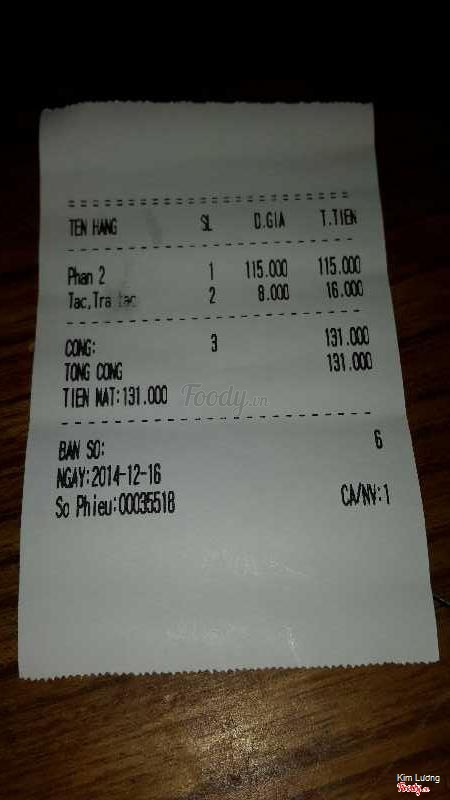 TEN HANG SL D.GIA T.TIEN
Phan 2 1 115.000 115.000
Tac,Tra tac 2 8.000 16.000
CONG: 3 131.000
TONG CONG 131.000
TIEN MAT:131.000
Foody.vn
BAN SO: 6
NGAY:2014-12-16
So Phieu:00035518 CA/NV:1
Kim Lương
Foody.vn